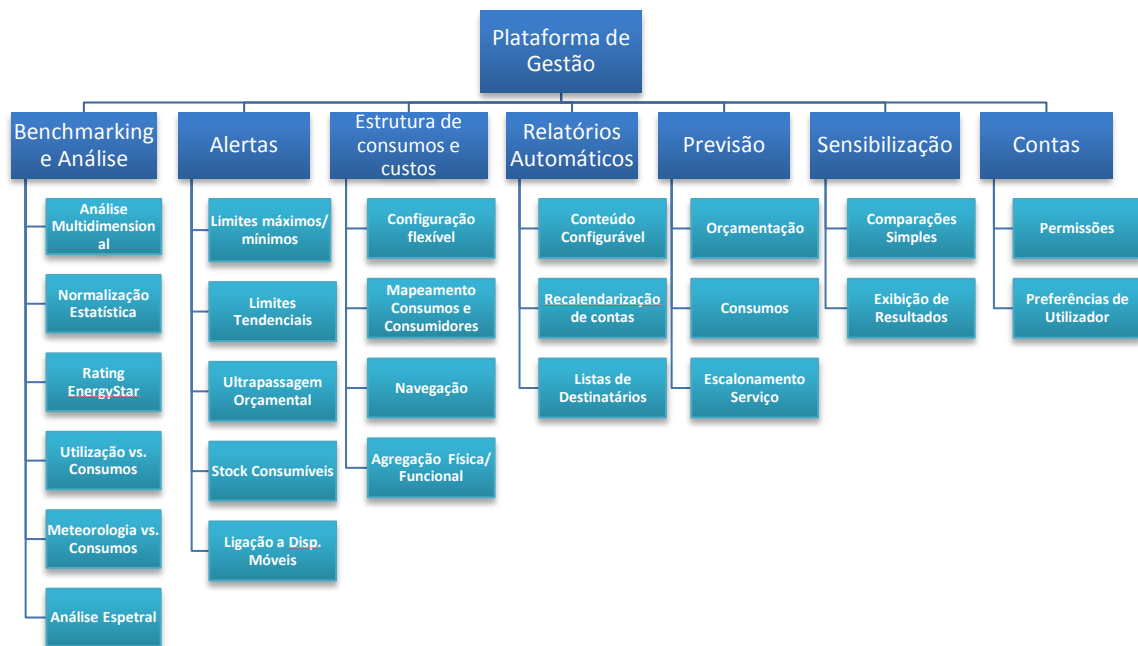 Plataforma de
Gestão
Benchmarking
e Análise
Análise
Multidimension
al
Normalização
Estatística
Rating
EnergyStar
Utilização vs.
Consumos
Meteorologia vs.
Consumos
Análise Espetral
Alertas
Limites máximos/
mínimos
Limites
Tendenciais
Ultrapassagem
Orçamental
Stock Consumíveis
Ligação a Disp.
Móveis
Estrutura de
consumos e
custos
Configuração
flexível
Mapeamento
Consumos e
Consumidores
Navegação
Agregação Física/
Funcional
Relatórios
Automáticos
Conteúdo
Configurável
Recalendarização
de contas
Listas de
Destinatários
Previsão
Orçamentação
Consumos
Escalonamento
Serviço
Sensibilização
Comparações
Simples
Exibição de
Resultados
Contas
Permissões
Preferências de
Utilizador